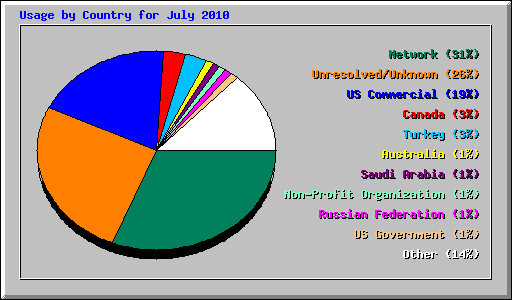 Usage by Country for July 2010
Network (31%)
Unresolved/Unknown (26%)
US Commercial (19%)
Canada (3%)
Turkey (3%)
Australia (1%)
Saudi Arabia (1%)
Non-Profit Organization (1%)
Russian Federation (1%)
US Government (1%)
Other (14%)